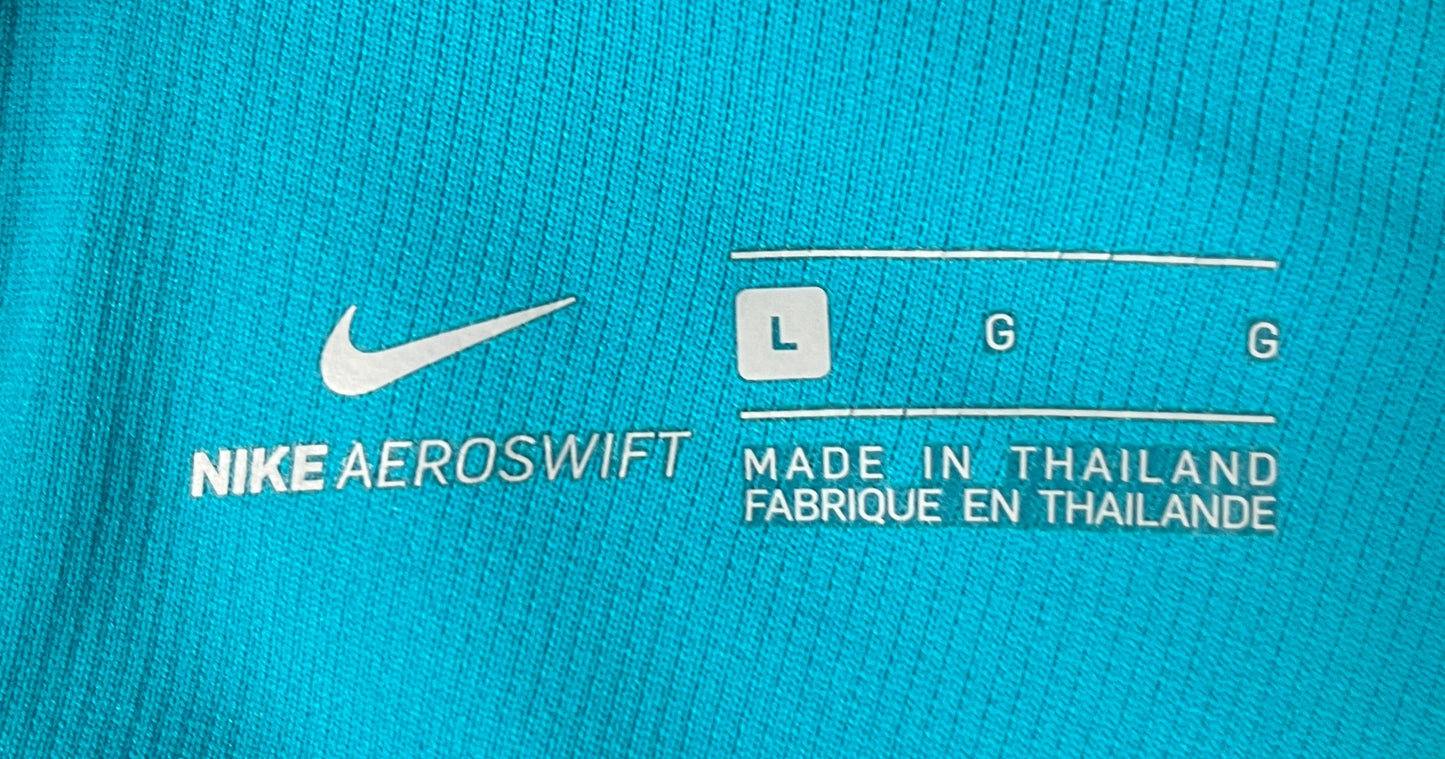 L G G
NIKE AEROSWIFT
MADE IN THAILAND
FABRIQUE EN THAILANDE